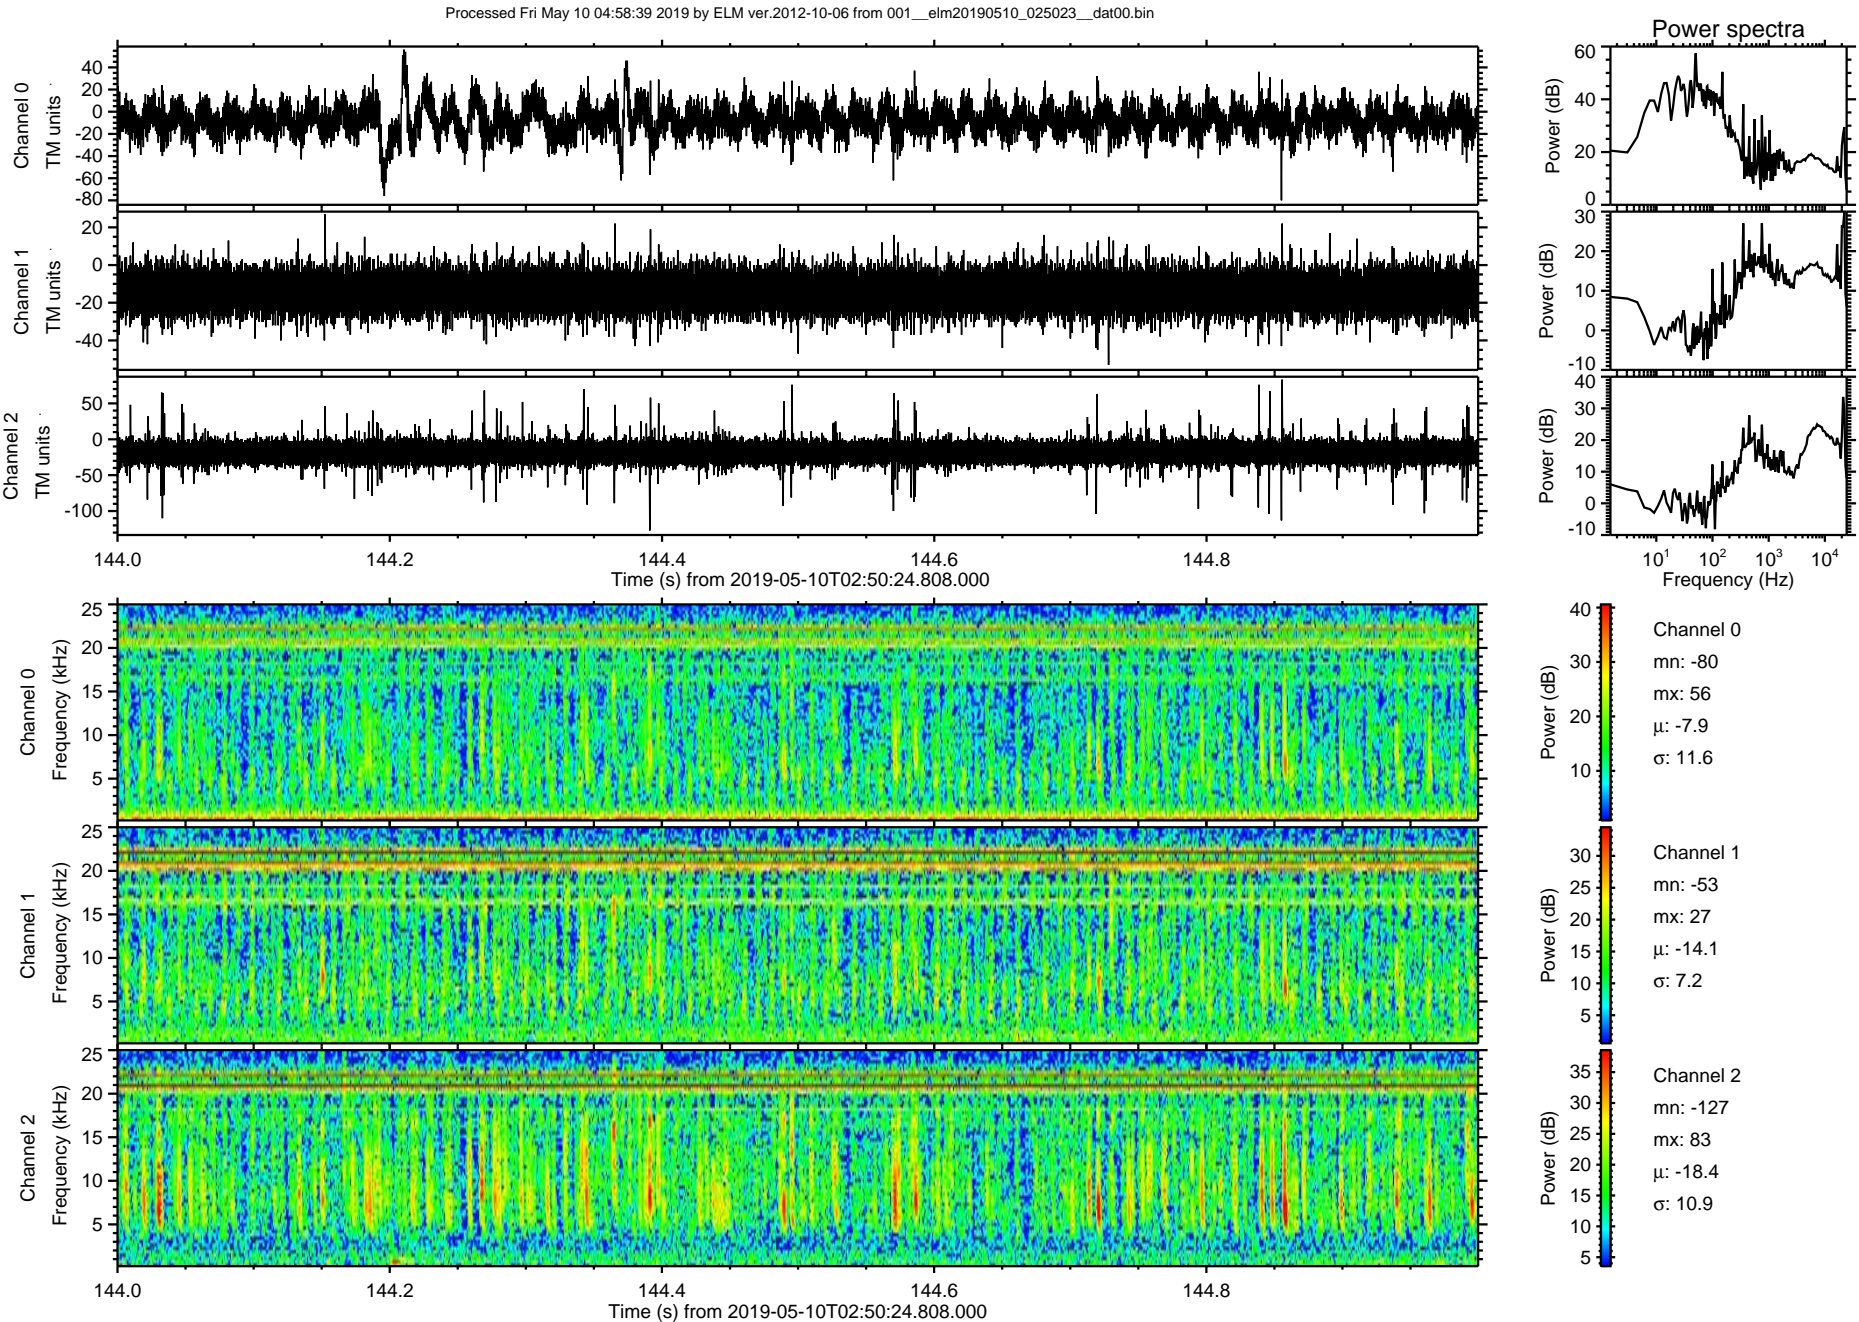 Processed Fri May 10 04:58:39 2019 by ELM ver.2012-10-06 from 001__elm20190510_025023__dat00.bin
Power spectra
Channel 0
TM units
40
20
0
-20
-40
-60
-80
Power (dB)
60
40
20
0
Channel 1
TM units
20
0
-20
-40
Power (dB)
30
20
10
0
-10
Channel 2
TM units
50
0
-50
-100
Power (dB)
40
30
20
10
0
-10
144.0 144.2 144.4 144.6 144.8
Time (s) from 2019-05-10T02:50:24.808.000
10^1 10^2 10^3 10^4
Frequency (Hz)
Channel 0
Frequency (kHz)
25
20
15
10
5
Power (dB)
40
30
20
10
Channel 0
mn: -80
mx: 56
μ: -7.9
σ: 11.6
Channel 1
Frequency (kHz)
25
20
15
10
5
Power (dB)
30
25
20
15
10
5
Channel 1
mn: -53
mx: 27
μ: -14.1
σ: 7.2
Channel 2
Frequency (kHz)
25
20
15
10
5
Power (dB)
35
30
25
20
15
10
5
Channel 2
mn: -127
mx: 83
μ: -18.4
σ: 10.9
144.0 144.2 144.4 144.6 144.8
Time (s) from 2019-05-10T02:50:24.808.000